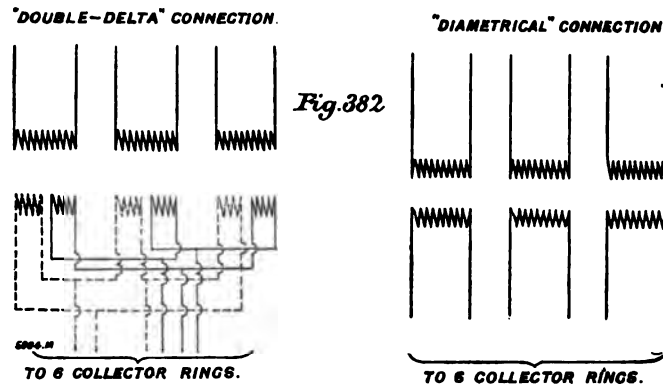 "DOUBLE-DELTA" CONNECTION.
"DIAMETRICAL" CONNECTION
Fig. 382
TO 6 COLLECTOR RINGS.
TO 6 COLLECTOR RINGS.